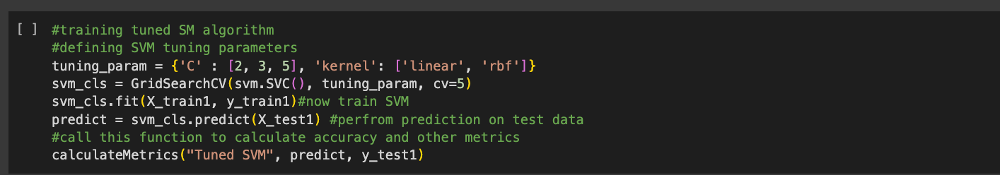 [ ] #training tuned SM algorithm
#defining SVM tuning parameters
tuning_param = {'C' : [2, 3, 5], 'kernel': ['linear', 'rbf']}
svm_cls = GridSearchCV(svm.SVC(), tuning_param, cv=5)
svm_cls.fit(X_train1, y_train1)#now train SVM
predict = svm_cls.predict(X_test1) #perfrom prediction on test data
#call this function to calculate accuracy and other metrics
calculateMetrics("Tuned SVM", predict, y_test1)